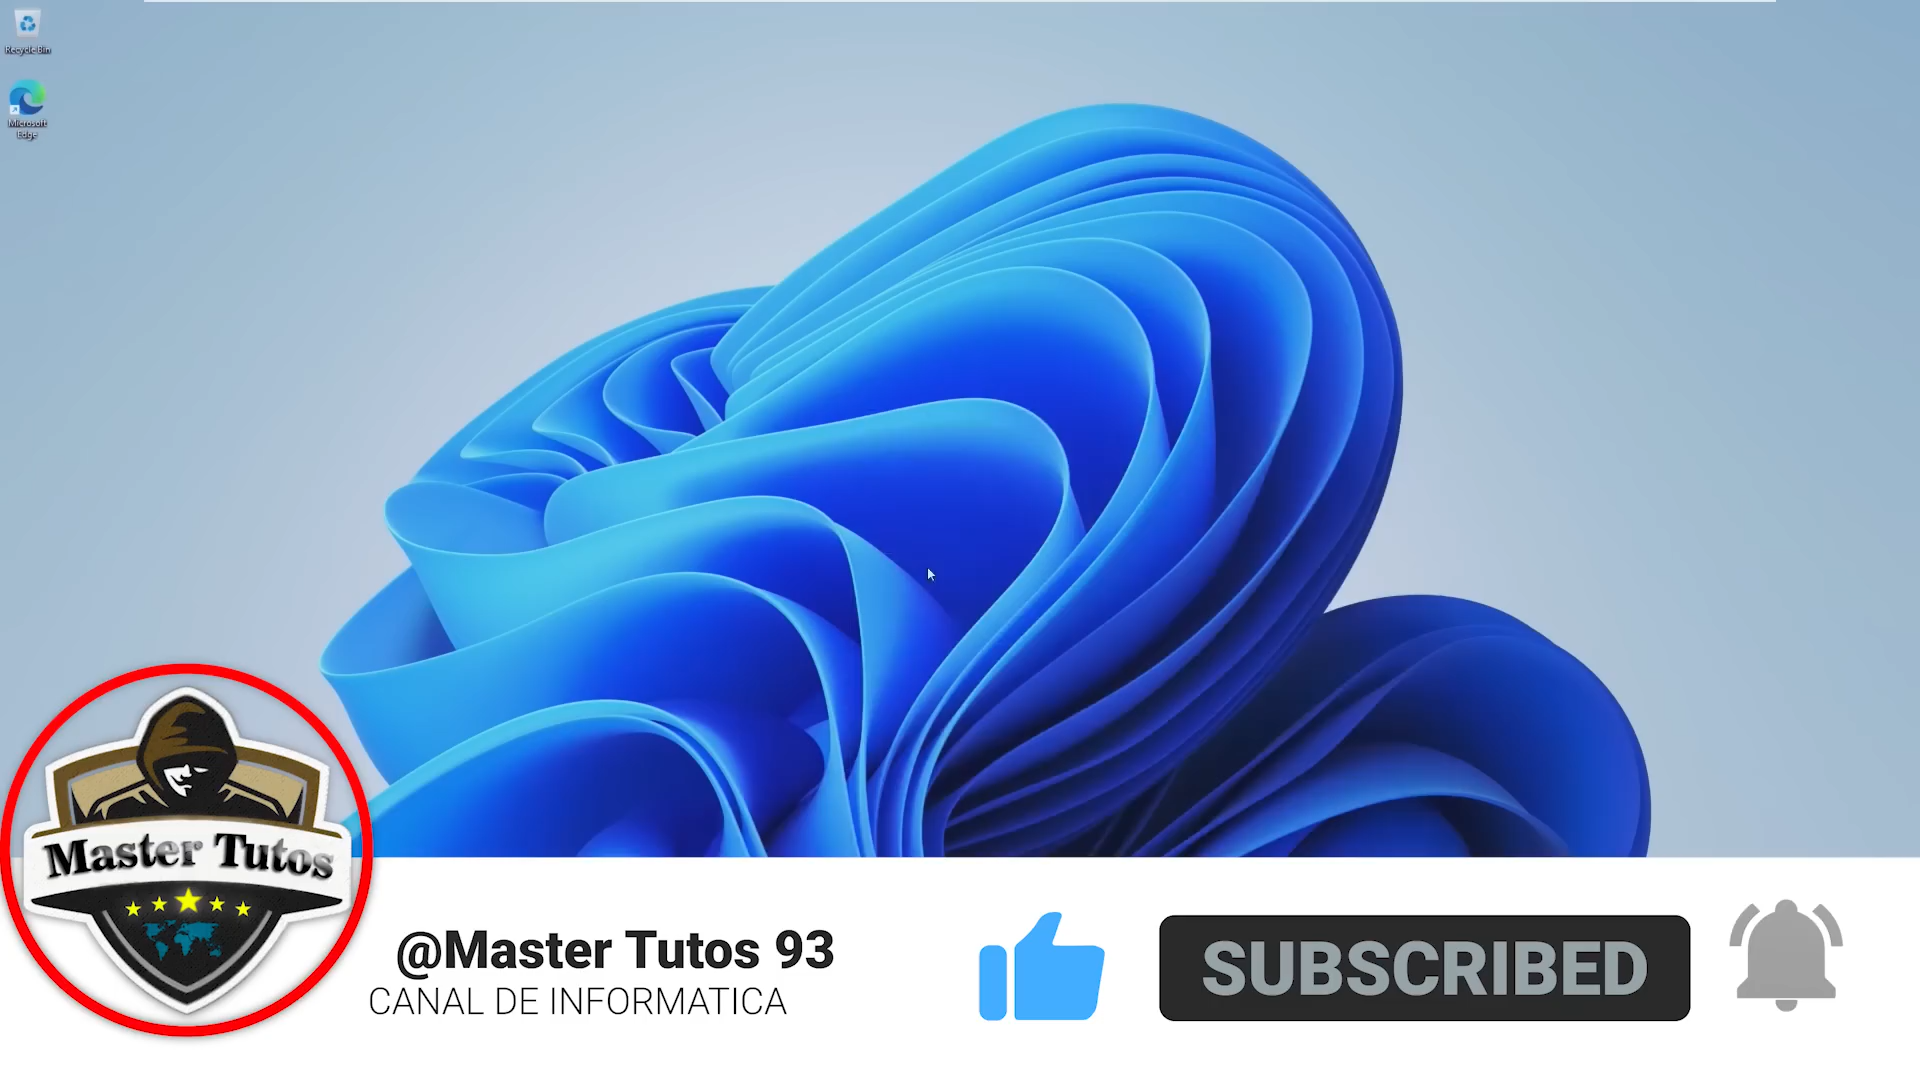 Recycle Bin
Microsoft
Edge
Master Tutos
@Master Tutos 93
CANAL DE INFORMATICA
SUBSCRIBED